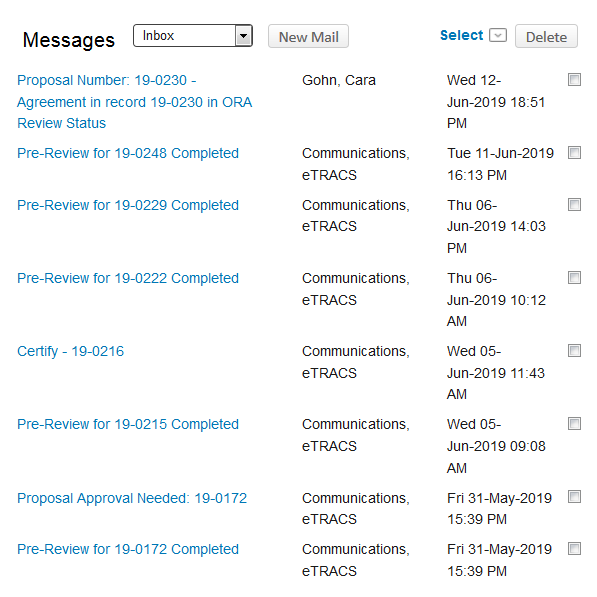 Messages Inbox New Mail Select Delete
Proposal Number: 19-0230 - Gohn, Cara Wed 12-
Agreement in record 19-0230 in ORA Jun-2019 18:51
Review Status PM
Pre-Review for 19-0248 Completed Communications, Tue 11-Jun-2019
eTRACS 16:13 PM
Pre-Review for 19-0229 Completed Communications, Thu 06-
eTRACS Jun-2019 14:03
PM
Pre-Review for 19-0222 Completed Communications, Thu 06-
eTRACS Jun-2019 10:12
AM
Certify - 19-0216 Communications, Wed 05-
eTRACS Jun-2019 11:43
AM
Pre-Review for 19-0215 Completed Communications, Wed 05-
eTRACS Jun-2019 09:08
AM
Proposal Approval Needed: 19-0172 Communications, Fri 31-May-2019
eTRACS 15:39 PM
Pre-Review for 19-0172 Completed Communications, Fri 31-May-2019
eTRACS 15:39 PM